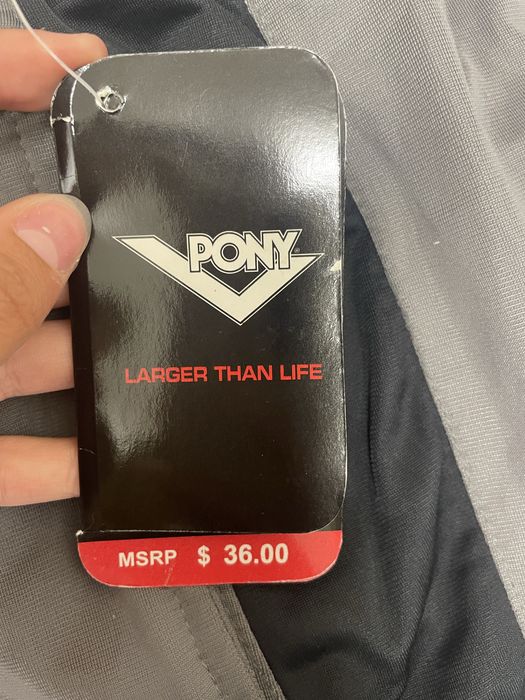 PONY®
LARGER THAN LIFE
MSRP $ 36.00